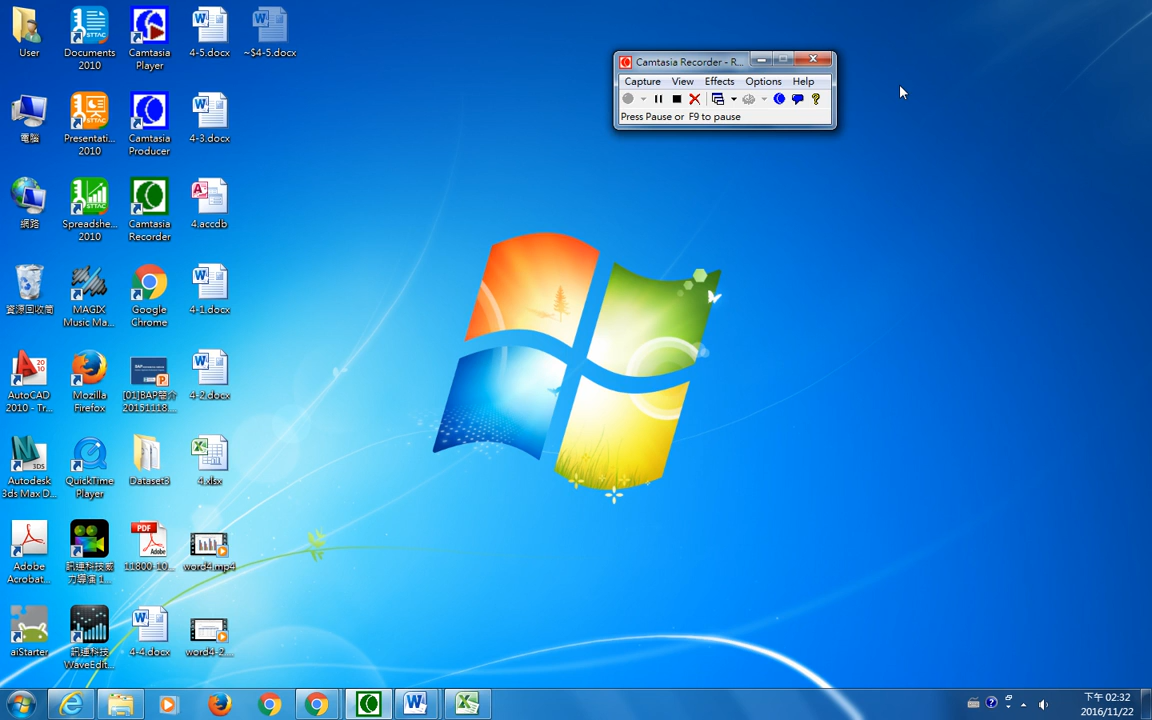 User
Documents
2010
Camtasia
Player
4-5.docx
~$4-5.docx
電腦
Presentati...
2010
Camtasia
Producer
4-3.docx
網路
Spreadshe...
2010
Camtasia
Recorder
4.accdb
資源回收筒
MAGIX
Music Ma...
Google
Chrome
4-1.docx
AutoCAD
2010 - Tr...
Mozilla
Firefox
[01]BAP簡介
20151118....
4-2.docx
Autodesk
3ds Max D...
QuickTime
Player
Dataset3
4.xlsx
Adobe
Acrobat...
訊連科技威
力導演 1...
11800-10...
word4.mp4
aiStarter
訊連科技
WaveEdit...
4-4.docx
word4-2....
Camtasia Recorder - R...
Capture View Effects Options Help
Press Pause or F9 to pause
下午 02:32
2016/11/22